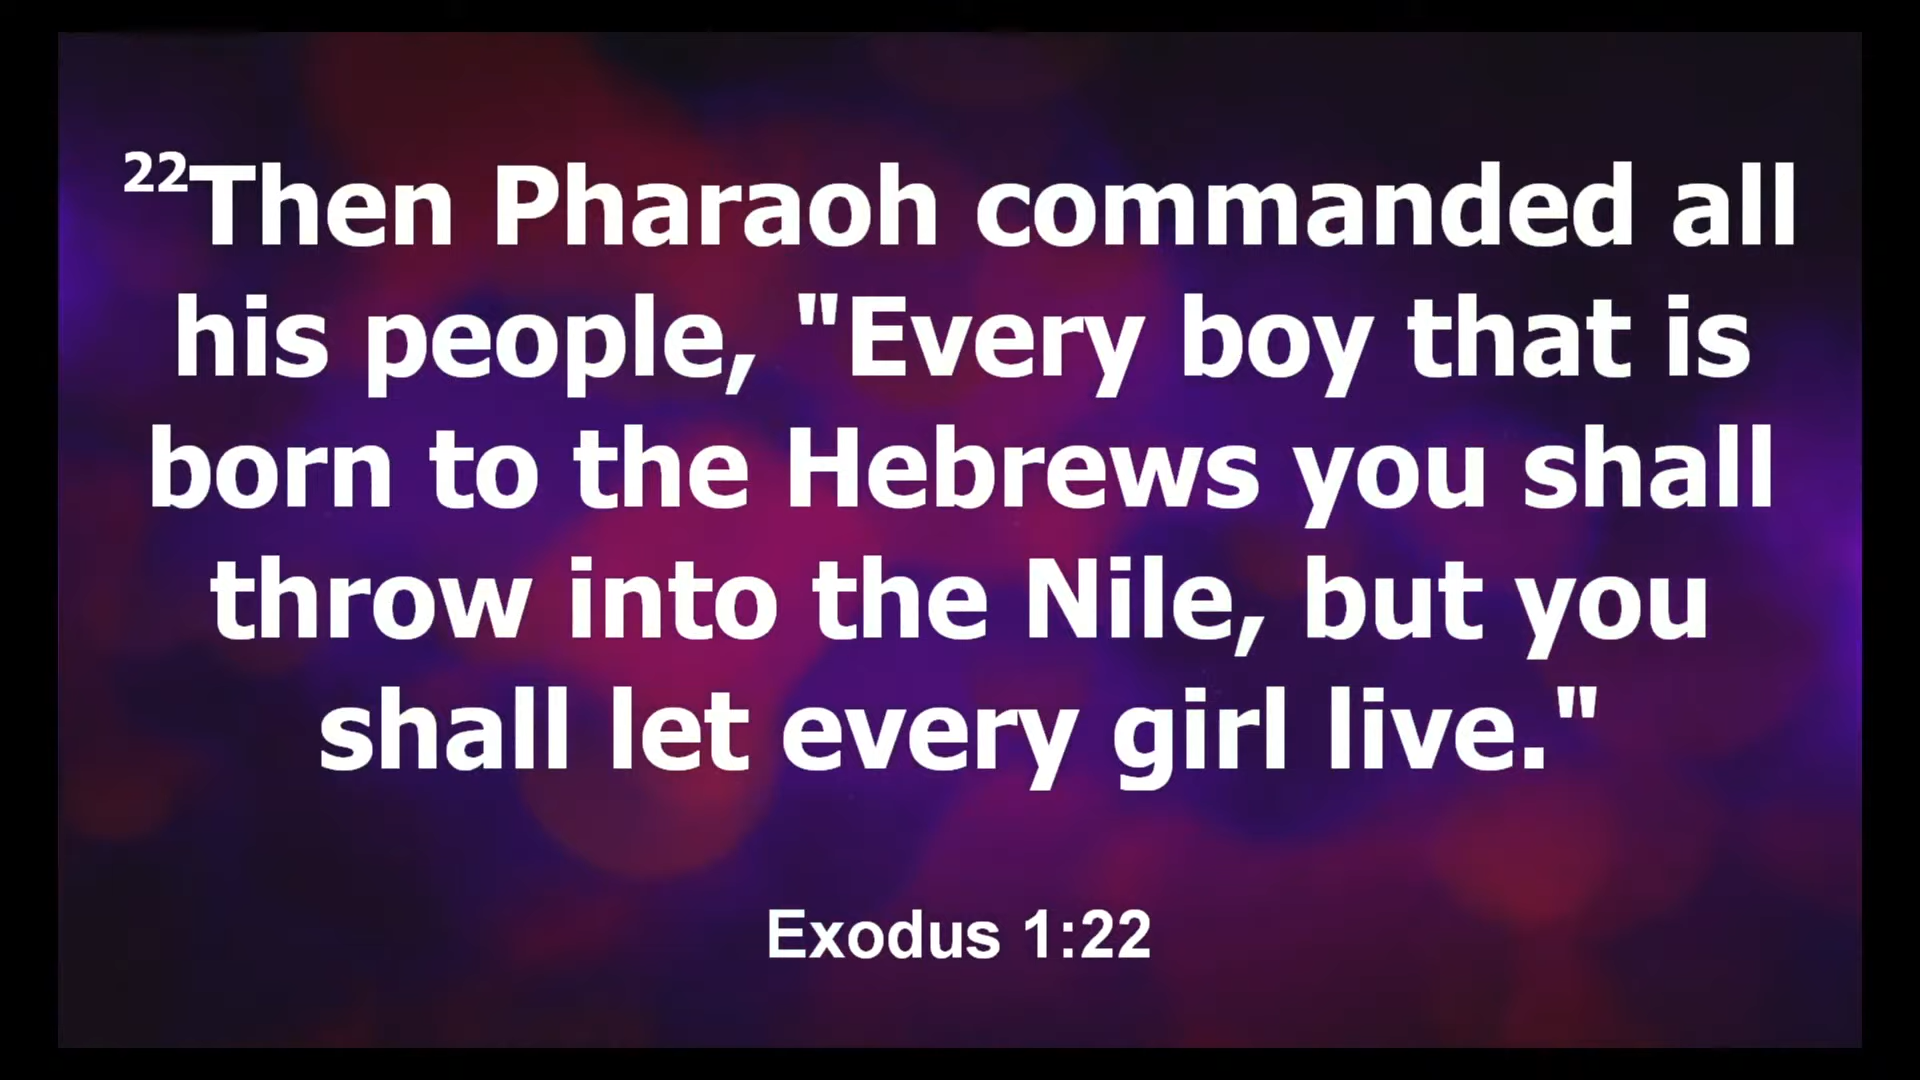 22Then Pharaoh commanded all
his people, "Every boy that is
born to the Hebrews you shall
throw into the Nile, but you
shall let every girl live."
Exodus 1:22